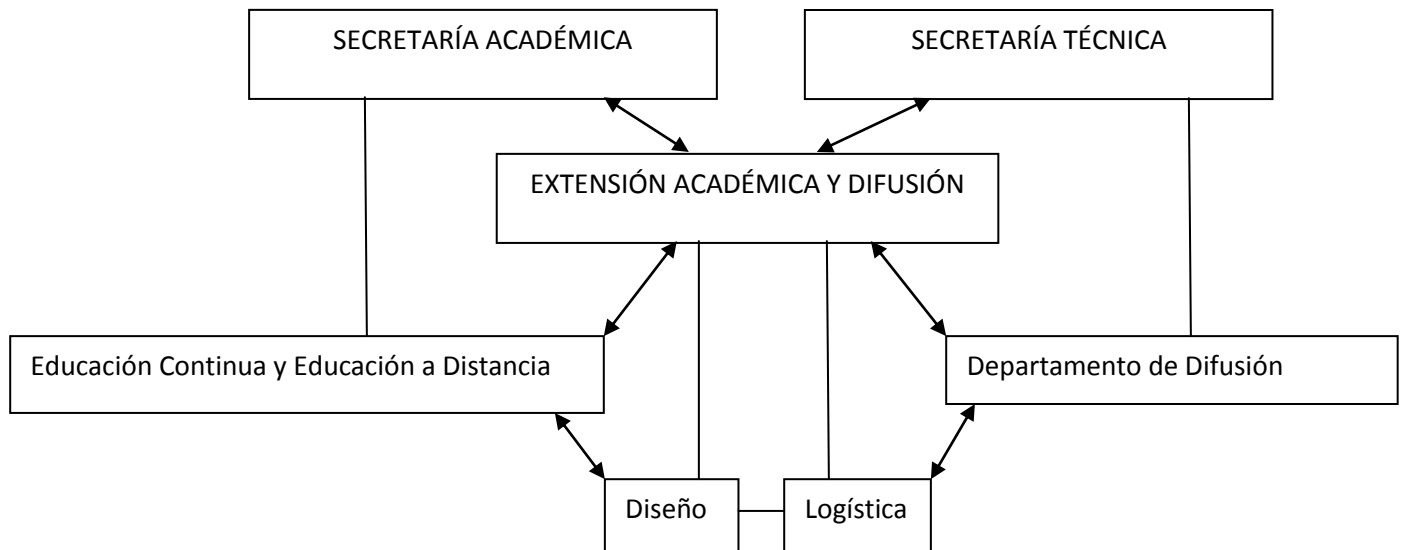 SECRETARÍA ACADÉMICA
SECRETARÍA TÉCNICA
EXTENSIÓN ACADÉMICA Y DIFUSIÓN
Educación Continua y Educación a Distancia
Departamento de Difusión
Diseño
Logística